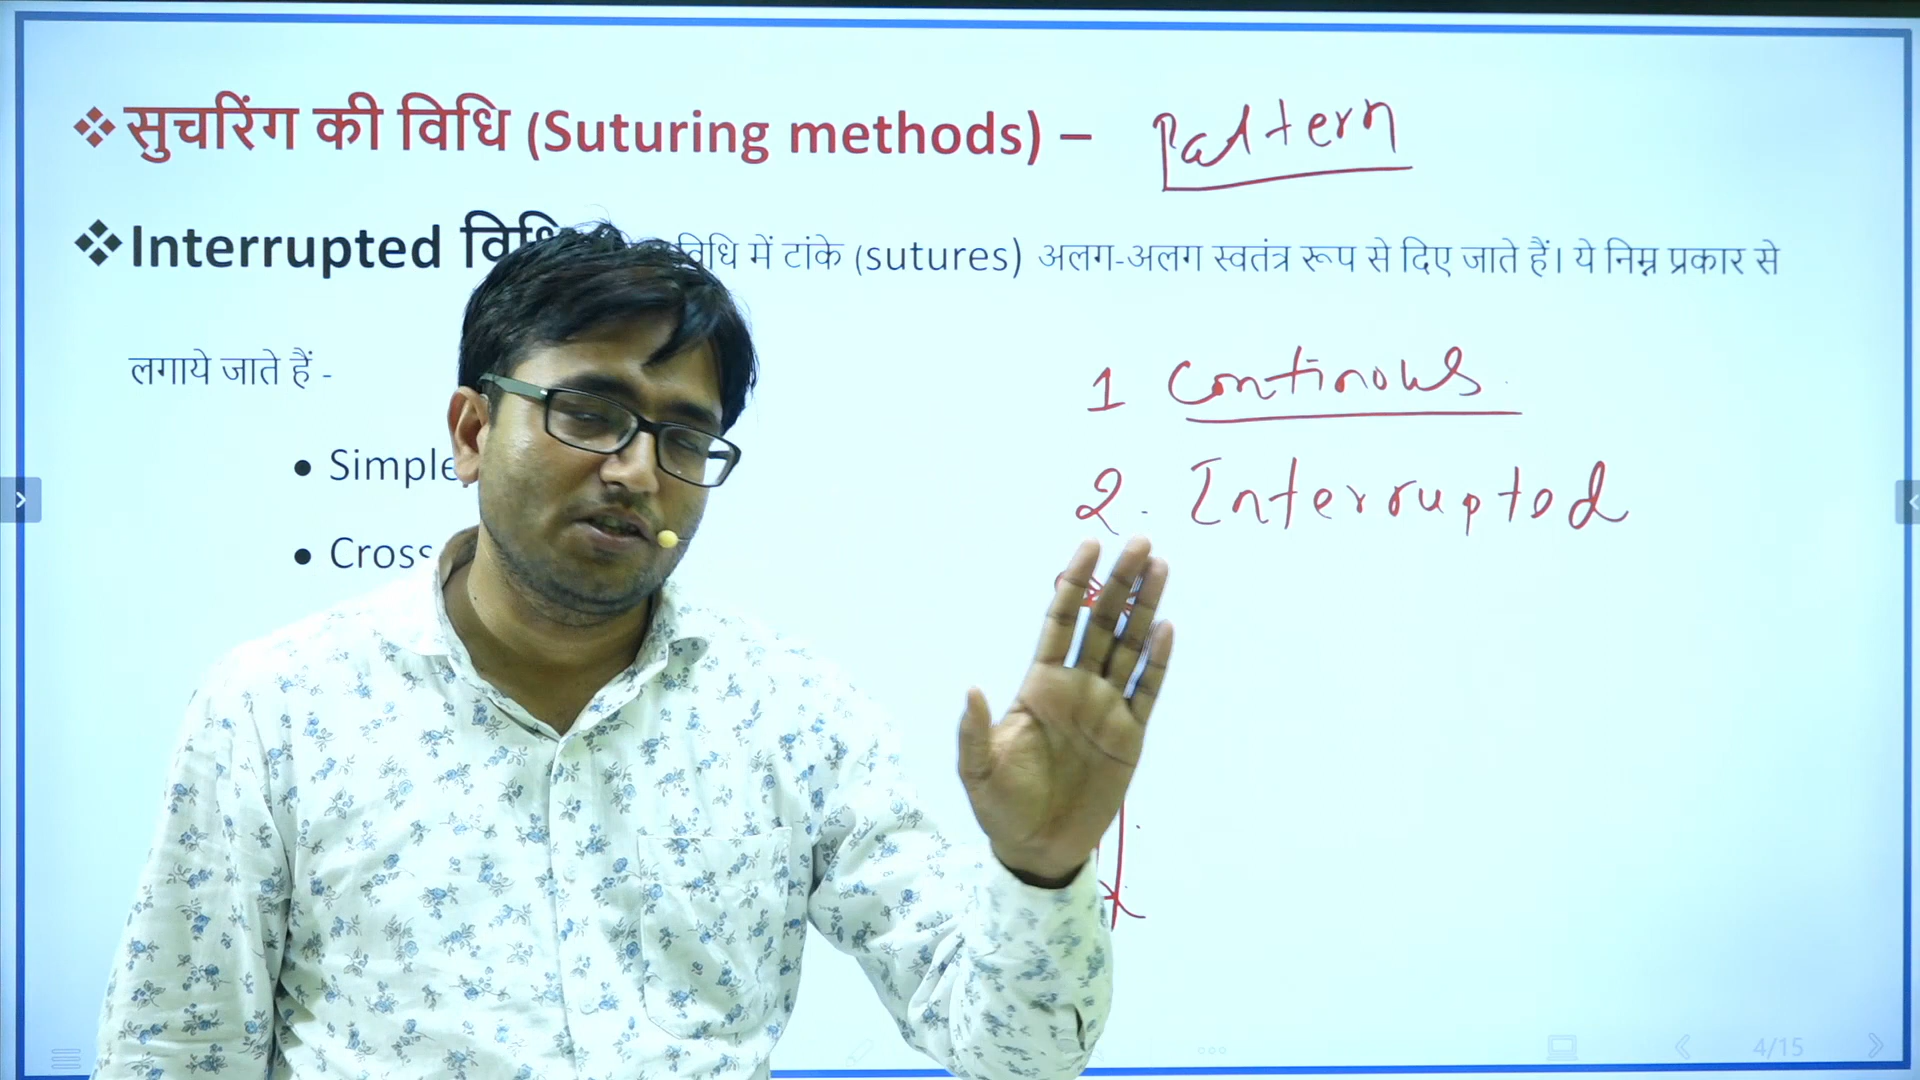 ❖सुचरिंग की विधि (Suturing methods) – Pattern
❖Interrupted विधि में टांके (sutures) अलग-अलग स्वतंत्र रूप से दिए जाते हैं। ये निम्न प्रकार से
लगाये जाते हैं -
1 Continous
2. Interrupted
• Simple
• Cross
4/15